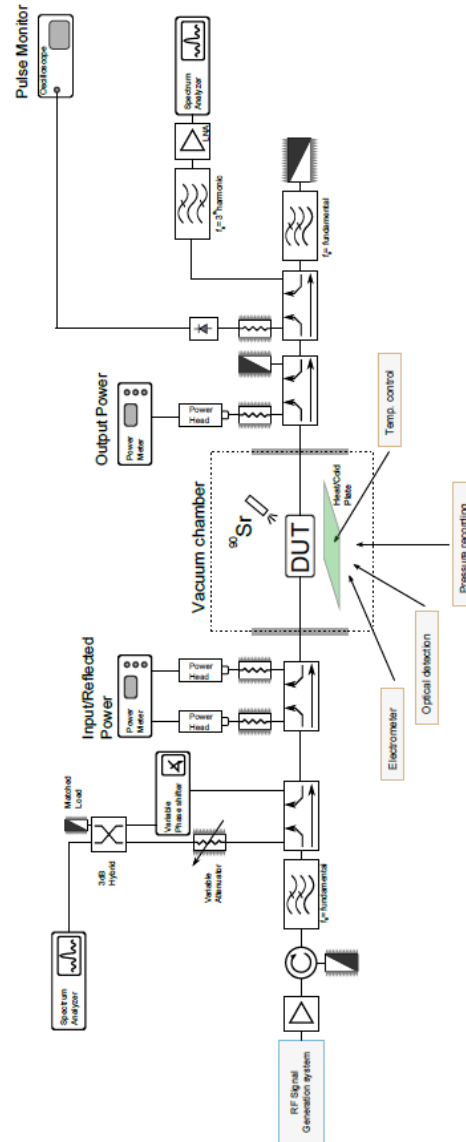 Pulse Monitor
Oscilloscope
Spectrum
Analyzer
LNA
f₀= 3ʳᵈ harmonic
f₀= fundamental
Output Power
Power
Meter
Power
Head
Input/Reflected
Power
Power
Meter
Power
Head
Power
Head
Vacuum chamber
⁹⁰Sr
DUT
Heat/Cold
Plate
Matched
Load
3dB
Hybrid
Variable
Phase shifter
Variable
Attenuator
Spectrum
Analyzer
f₀= fundamental
RF Signal
Generation system
Electrometer
Optical detection
Pressure recording
Temp. control